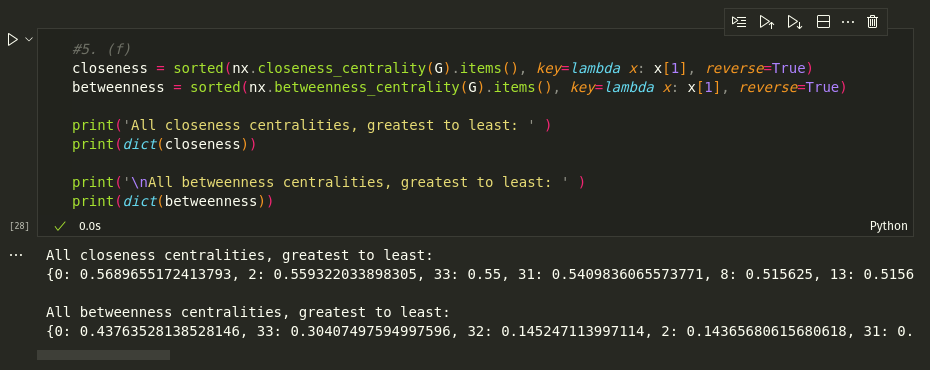 #5. (f)
closeness = sorted(nx.closeness_centrality(G).items(), key=lambda x: x[1], reverse=True)
betweenness = sorted(nx.betweenness_centrality(G).items(), key=lambda x: x[1], reverse=True)
print('All closeness centralities, greatest to least: ' )
print(dict(closeness))
print('\nAll betweenness centralities, greatest to least: ' )
print(dict(betweenness))
[28] 0.0s Python
All closeness centralities, greatest to least:
{0: 0.5689655172413793, 2: 0.559322033898305, 33: 0.55, 31: 0.5409836065573771, 8: 0.515625, 13: 0.5156
All betweenness centralities, greatest to least:
{0: 0.43763528138528146, 33: 0.30407497594997596, 32: 0.145247113997114, 2: 0.14365680615680618, 31: 0.